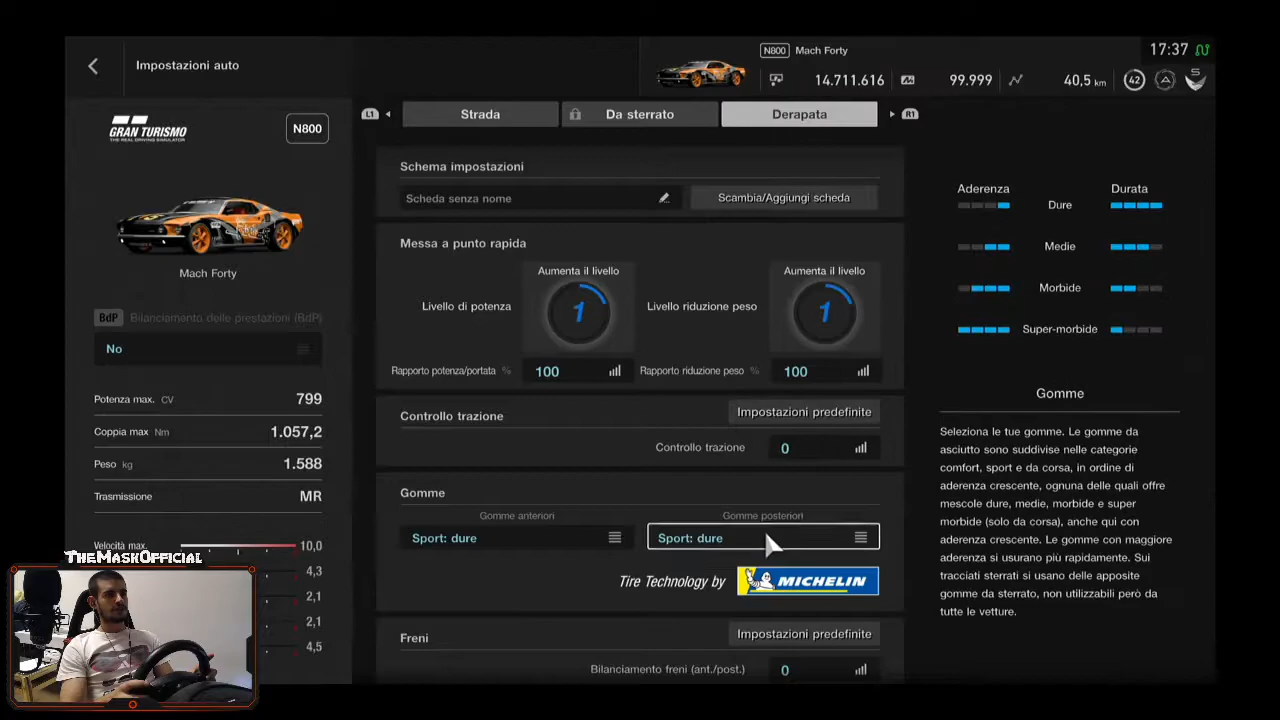 Impostazioni auto
N800 Mach Forty
17:37
14.711.616
99.999
40,5 km
42
S
L1
Strada
Da sterrato
Derapata
R1
GRAN TURISMO
THE REAL DRIVING SIMULATOR
N800
Mach Forty
BdP Bilanciamento delle prestazioni (BdP)
No
Potenza max. CV 799
Coppia max Nm 1.057,2
Peso kg 1.588
Trasmissione MR
Velocità max. 10,0
4,3
2,1
2,1
4,5
Schema impostazioni
Scheda senza nome
Scambia/Aggiungi scheda
Messa a punto rapida
Aumenta il livello
Aumenta il livello
Livello di potenza 1
Livello riduzione peso 1
Rapporto potenza/portata % 100
Rapporto riduzione peso % 100
Controllo trazione
Impostazioni predefinite
Controllo trazione 0
Gomme
Gomme anteriori
Gomme posteriori
Sport: dure
Sport: dure
Tire Technology by MICHELIN
Freni
Impostazioni predefinite
Bilanciamento freni (ant./post.) 0
Aderenza
Durata
Dure
Medie
Morbide
Super-morbide
Gomme
Seleziona le tue gomme. Le gomme da
asciutto sono suddivise nelle categorie
comfort, sport e da corsa, in ordine di
aderenza crescente, ognuna delle quali offre
mescole dure, medie, morbide e super
morbide (solo da corsa), anche qui con
aderenza crescente. Le gomme con maggiore
aderenza si usurano più rapidamente. Sui
tracciati sterrati si usano delle apposite
gomme da sterrato, non utilizzabili però da
tutte le vetture.
TheMaskOfficial